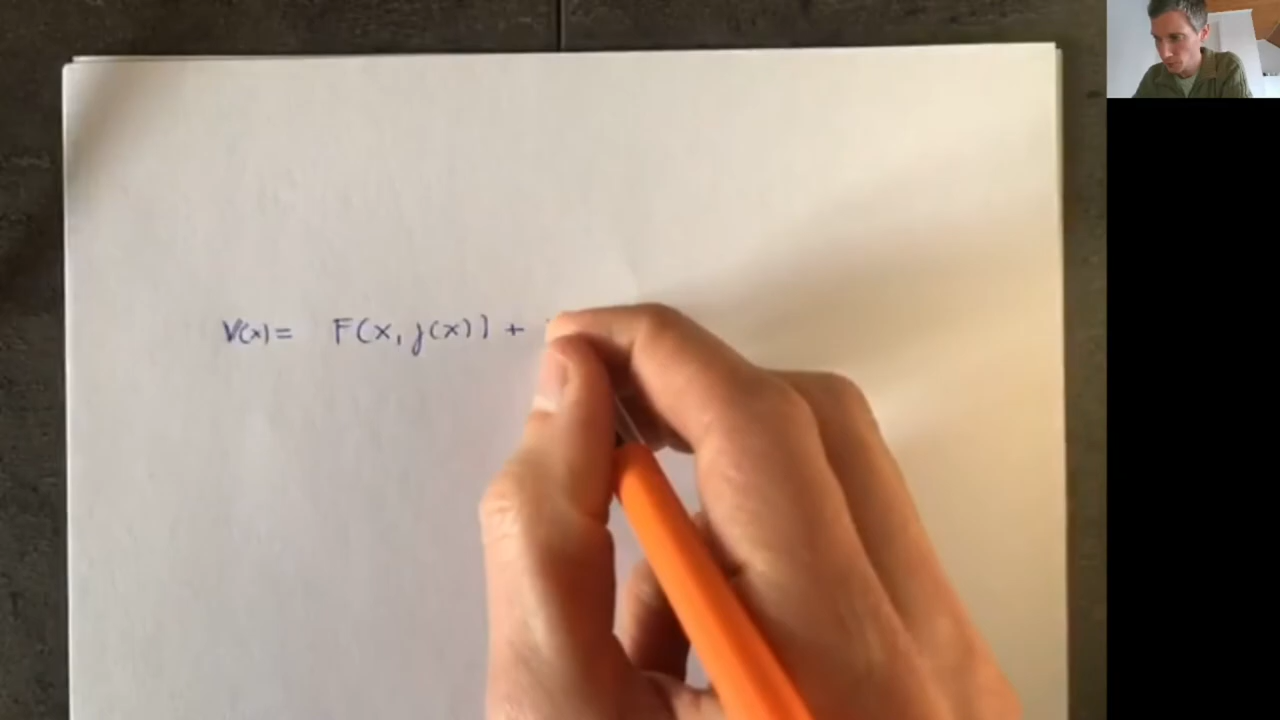 V(x) = F(x, g(x)) +